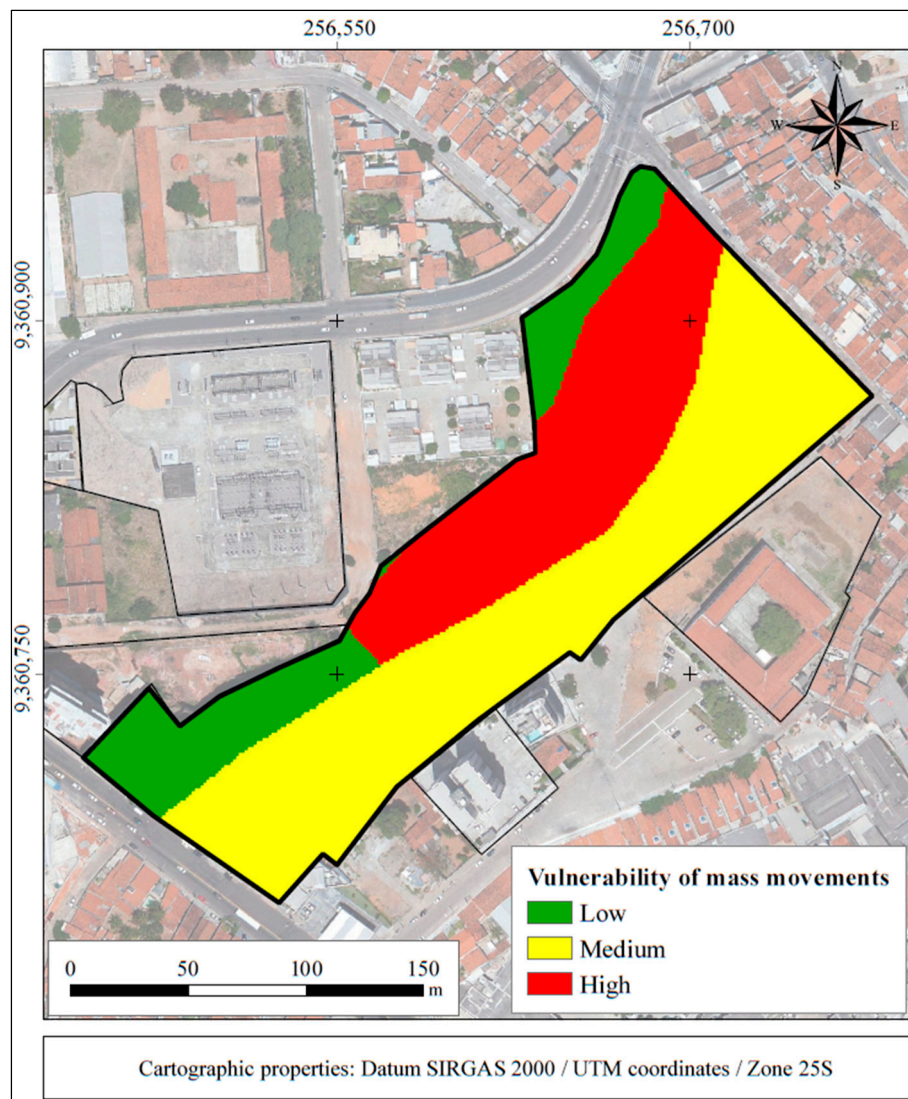 256,550 256,700
N
W E
S
9,360,900
9,360,750
Vulnerability of mass movements
Low
Medium
High
0 50 100 150
m
Cartographic properties: Datum SIRGAS 2000 / UTM coordinates / Zone 25S